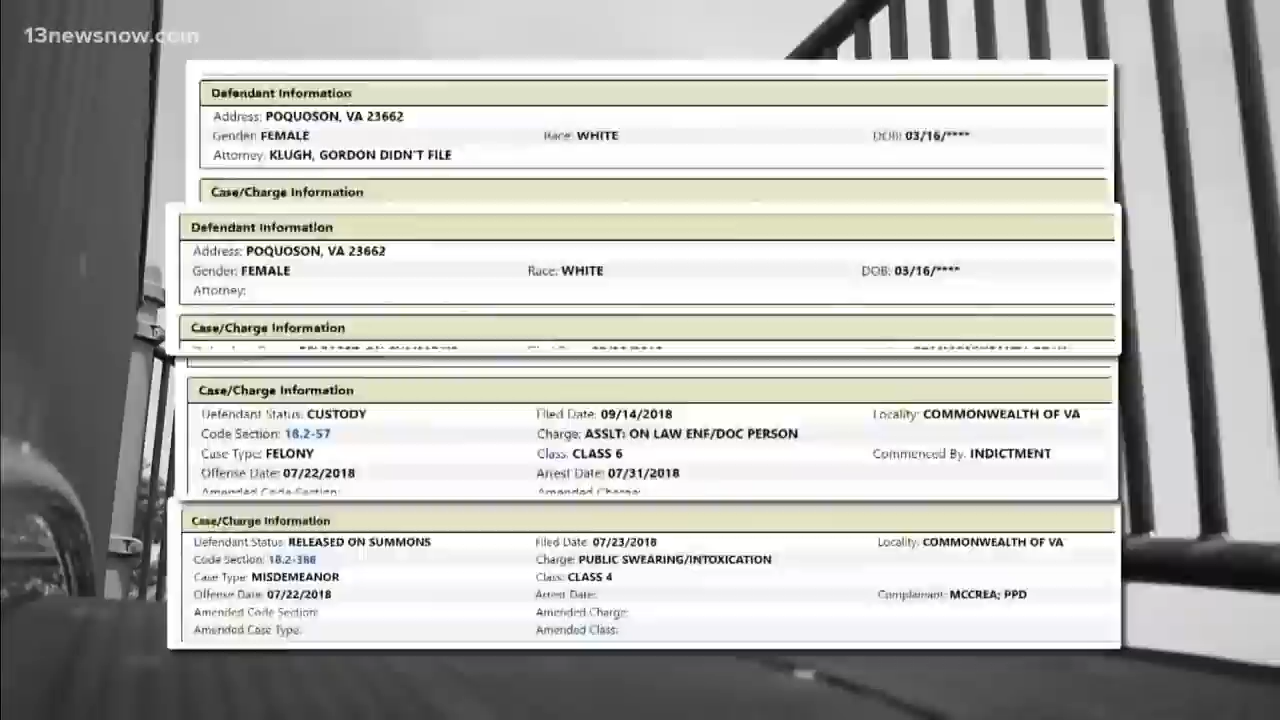 13newsnow.com
Defendant Information
Address: POQUOSON, VA 23662
Gender: FEMALE Race: WHITE DOB: 03/16/****
Attorney: KLUGH, GORDON DIDN'T FILE
Case/Charge Information
Defendant Information
Address: POQUOSON, VA 23662
Gender: FEMALE Race: WHITE DOB: 03/16/****
Attorney:
Case/Charge Information
Case/Charge Information
Defendant Status: CUSTODY Filed Date: 09/14/2018 Locality: COMMONWEALTH OF VA
Code Section: 18.2-57 Charge: ASSLT: ON LAW ENF/DOC PERSON
Case Type: FELONY Class: CLASS 6 Commenced By: INDICTMENT
Offense Date: 07/22/2018 Arrest Date: 07/31/2018
Amended Code Section: Amended Charge:
Case/Charge Information
Defendant Status: RELEASED ON SUMMONS Filed Date: 07/23/2018 Locality: COMMONWEALTH OF VA
Code Section: 18.2-388 Charge: PUBLIC SWEARING/INTOXICATION
Case Type: MISDEMEANOR Class: CLASS 4
Offense Date: 07/22/2018 Arrest Date: Complainant: MCCREA; PPD
Amended Code Section: Amended Charge:
Amended Case Type: Amended Class: